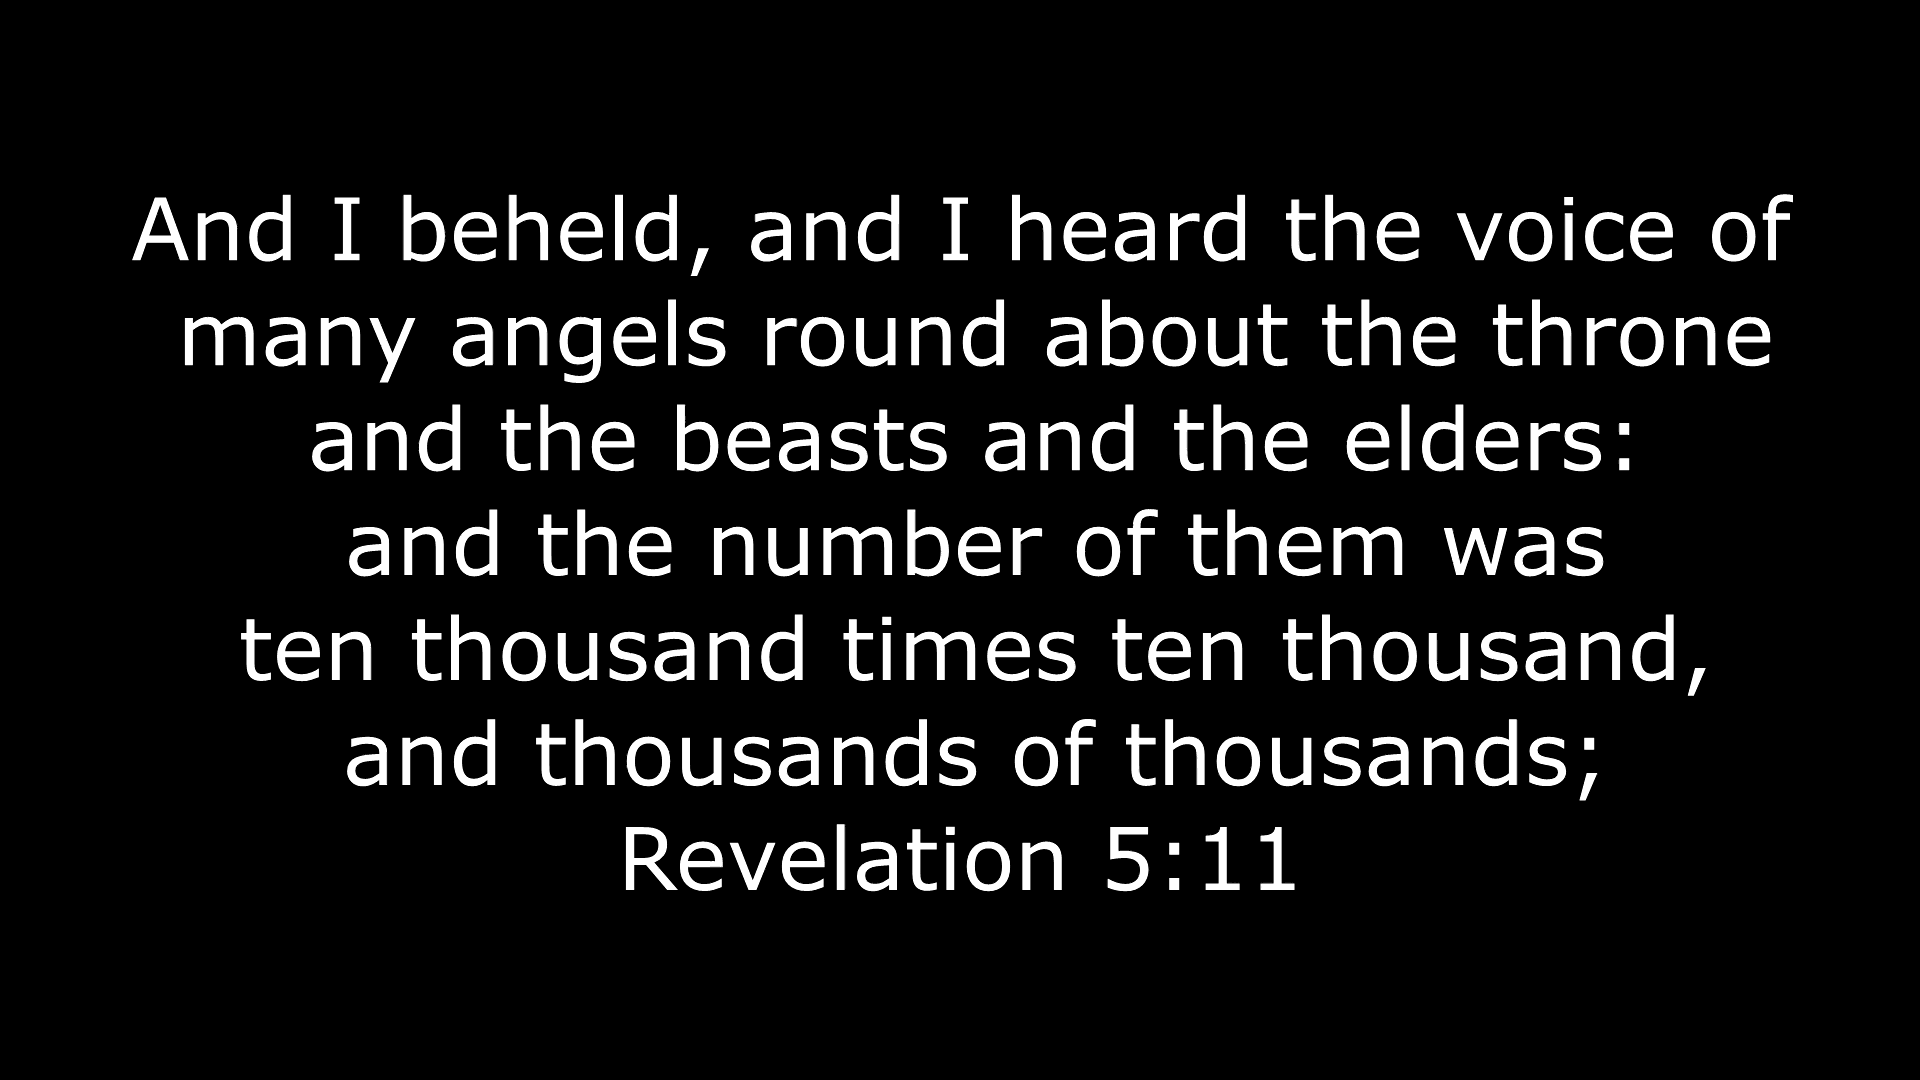 And I beheld, and I heard the voice of
many angels round about the throne
and the beasts and the elders:
and the number of them was
ten thousand times ten thousand,
and thousands of thousands;
Revelation 5:11